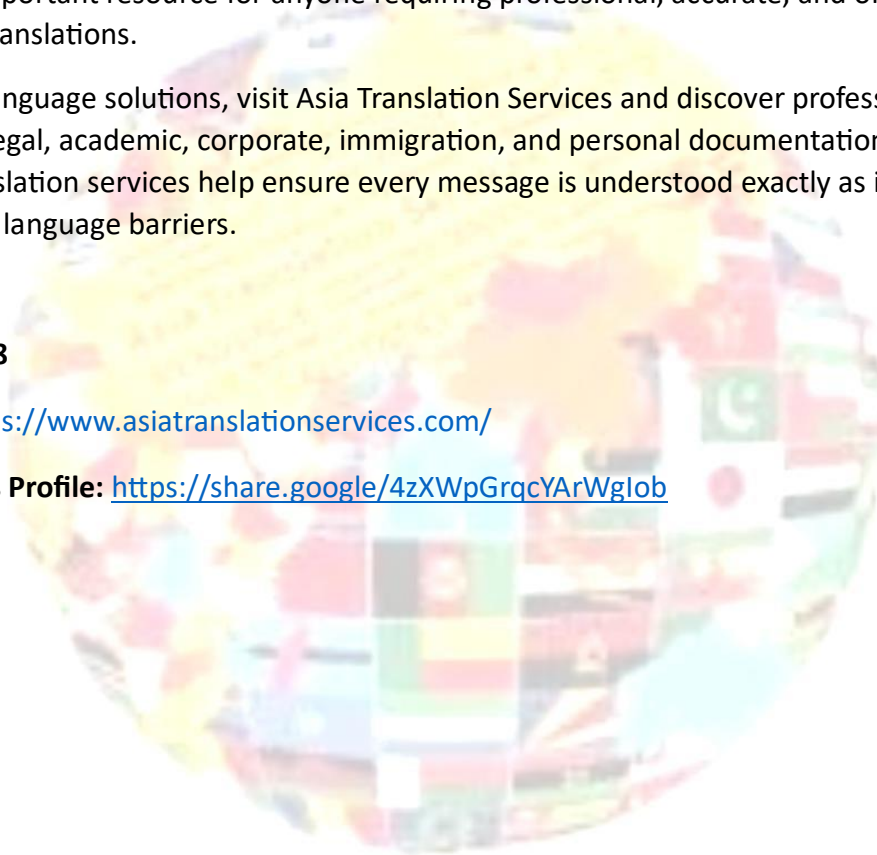 portant resource for anyone requiring professional, accurate, and
anslations.
nguage solutions, visit Asia Translation Services and discover profess
egal, academic, corporate, immigration, and personal documentation
slation services help ensure every message is understood exactly as i
language barriers.
s://www.asiatranslationservices.com/
Profile: https://share.google/4zXWpGrqcYArWgIob